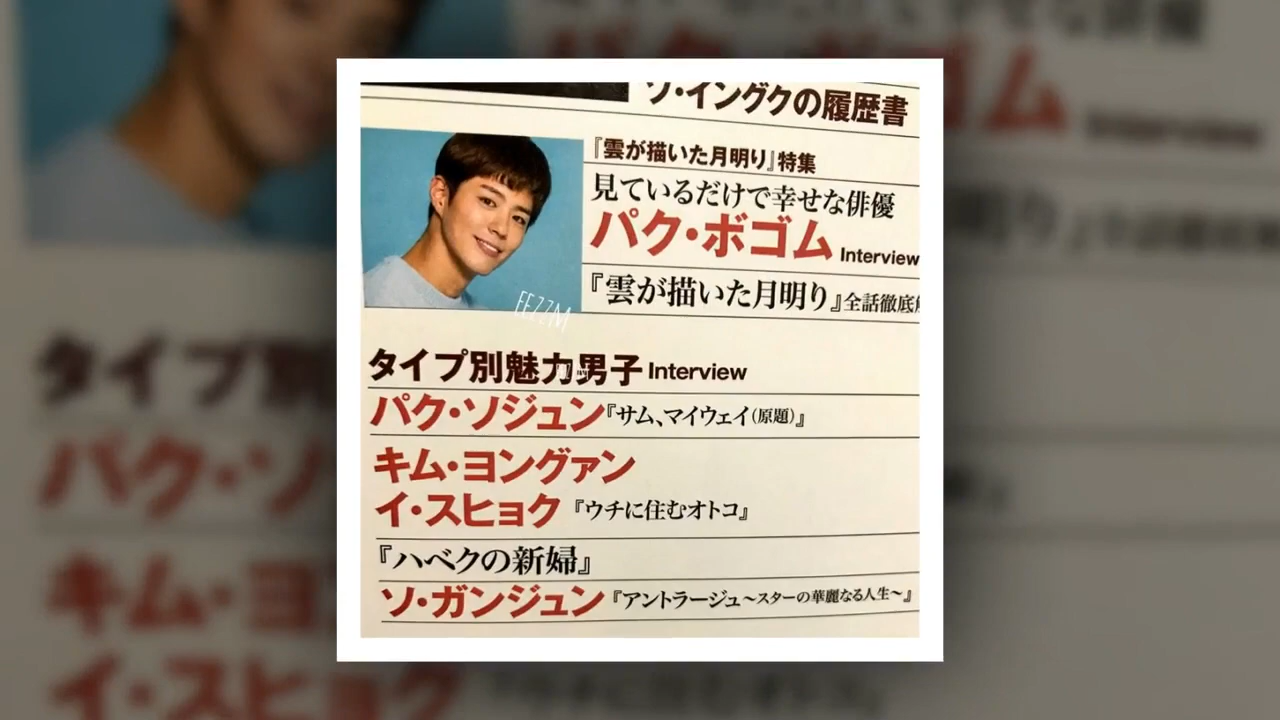 ソ・イングクの履歴書
『雲が描いた月明り』特集
見ているだけで幸せな俳優
パク・ボゴム Interview
『雲が描いた月明り』全話徹底
EEZZM
タイプ別魅力男子 Interview
パク・ソジュン『サム、マイウェイ(原題)』
キム・ヨングァン
イ・スヒョク『ウチに住むオトコ』
『ハベクの新婦』
ソ・ガンジュン『アントラージュ〜スターの華麗なる人生〜』